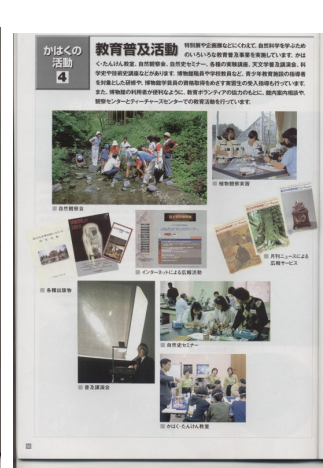 かはくの
活動
4
教育普及活動
特別展や企画展などにくわえて、自然科学を学ぶため
のいろいろな教育普及事業を実施しています。かは
く・たんけん教室、自然観察会、自然史セミナー、各種の実験講座、天文学普及講演会、科
学史や技術史講座などがあります。博物館職員や学校教員など、青少年教育施設の指導者
を対象とした研修や、博物館学芸員の資格取得をめざす実習生の受入指導も行っています。
また、博物館の利用者が便利なように、教育ボランティアの協力のもとに、館内案内相談や、
観察センターとティーチャーズセンターでの教育活動を行っています。
植物観察実習
自然観察会
月刊ニュースによる
広報サービス
インターネットによる広報活動
各種出版物
自然史セミナー
普及講演会
かはく・たんけん教室